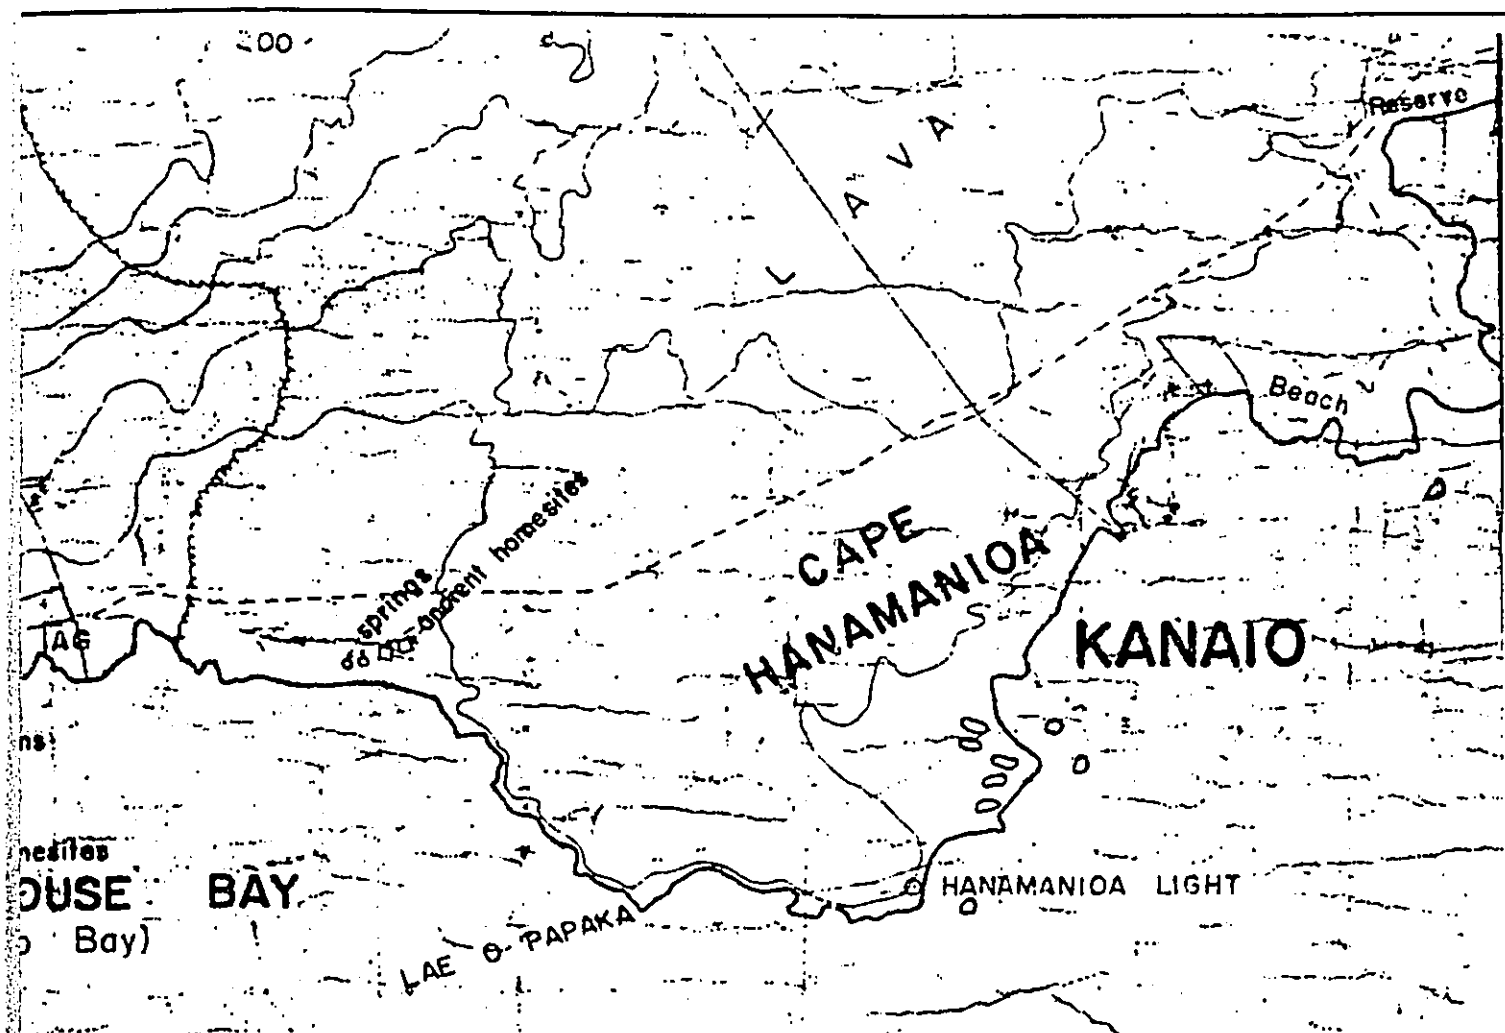 200
Reserve
LAVA
Beach
ancient homesites
springs
CAPE
HANAMANIOA
KANAIO
AG
ns
nesites
OUSE BAY
o Bay)
HANAMANIOA LIGHT
LAE O PAPAKA